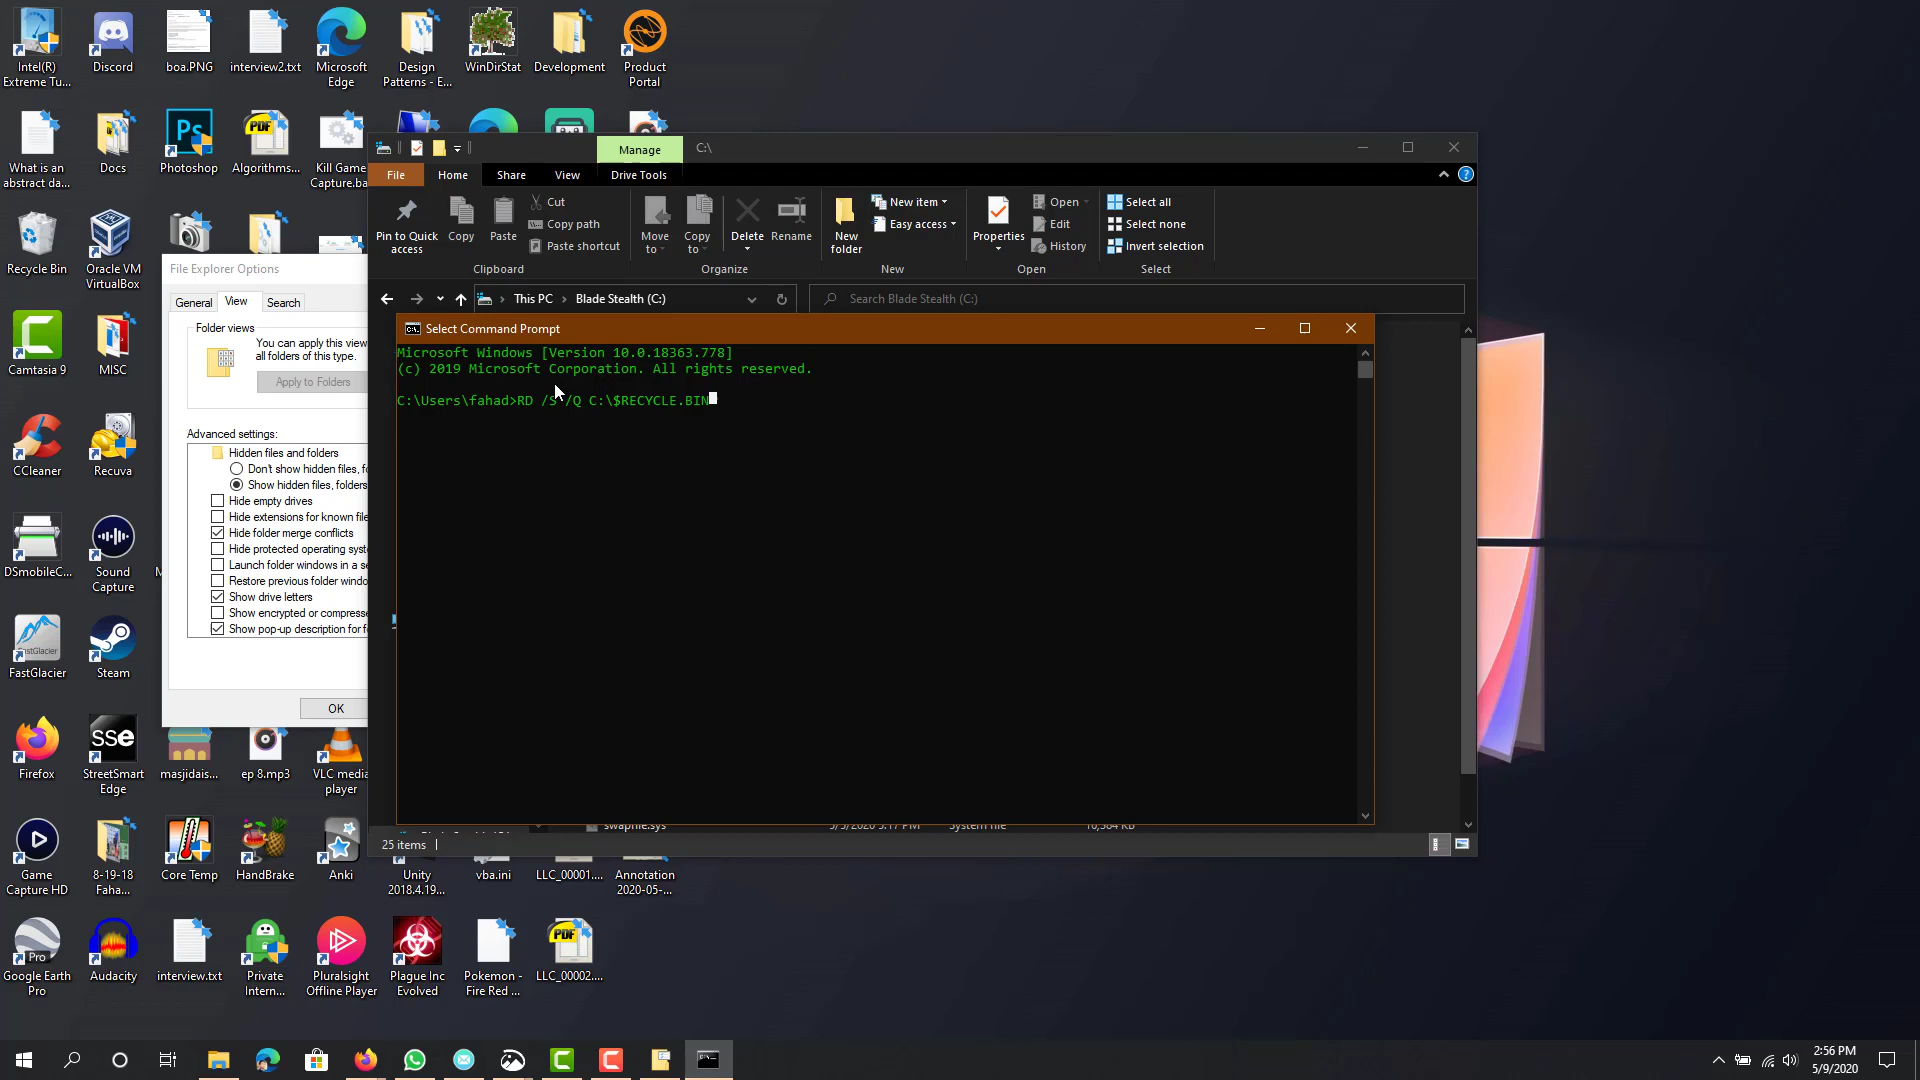 Intel(R)
Extreme Tu...
Discord
boa.PNG
interview2.txt
Microsoft
Edge
Design
Patterns - E...
WinDirStat
Development
Product
Portal
What is an
abstract da...
Docs
Photoshop
Algorithms...
Kill Game
Capture.ba
Recycle Bin
Oracle VM
VirtualBox
Camtasia 9
MISC
CCleaner
Recuva
DSmobileC...
Sound
Capture
FastGlacier
Steam
Firefox
StreetSmart
Edge
masjidais...
ep 8.mp3
VLC media
player
Game
Capture HD
8-19-18
Faha...
Core Temp
HandBrake
Anki
Unity
2018.4.19...
vba.ini
LLC_00001....
Annotation
2020-05-...
Google Earth
Pro
Audacity
interview.txt
Private
Intern...
Pluralsight
Offline Player
Plague Inc
Evolved
Pokemon -
Fire Red ...
LLC_00002....
File Explorer Options
General
View
Search
Folder views
You can apply this view
all folders of this type.
Apply to Folders
Advanced settings:
Hidden files and folders
Don't show hidden files, fo
Show hidden files, folders
Hide empty drives
Hide extensions for known file
Hide folder merge conflicts
Hide protected operating syst
Launch folder windows in a se
Restore previous folder windo
Show drive letters
Show encrypted or compresse
Show pop-up description for f
OK
Manage
C:\
File
Home
Share
View
Drive Tools
Pin to Quick
access
Copy
Paste
Cut
Copy path
Paste shortcut
Clipboard
Move
to
Copy
to
Delete
Rename
Organize
New
folder
New item
Easy access
New
Properties
Open
Edit
History
Open
Select all
Select none
Invert selection
Select
This PC
Blade Stealth (C:)
Search Blade Stealth (C:)
Select Command Prompt
Microsoft Windows [Version 10.0.18363.778]
(c) 2019 Microsoft Corporation. All rights reserved.
C:\Users\fahad>RD /S /Q C:\$RECYCLE.BIN
swapfile.sys
5/5/2020 5:17 PM
System file
25 items
2:56 PM
5/9/2020